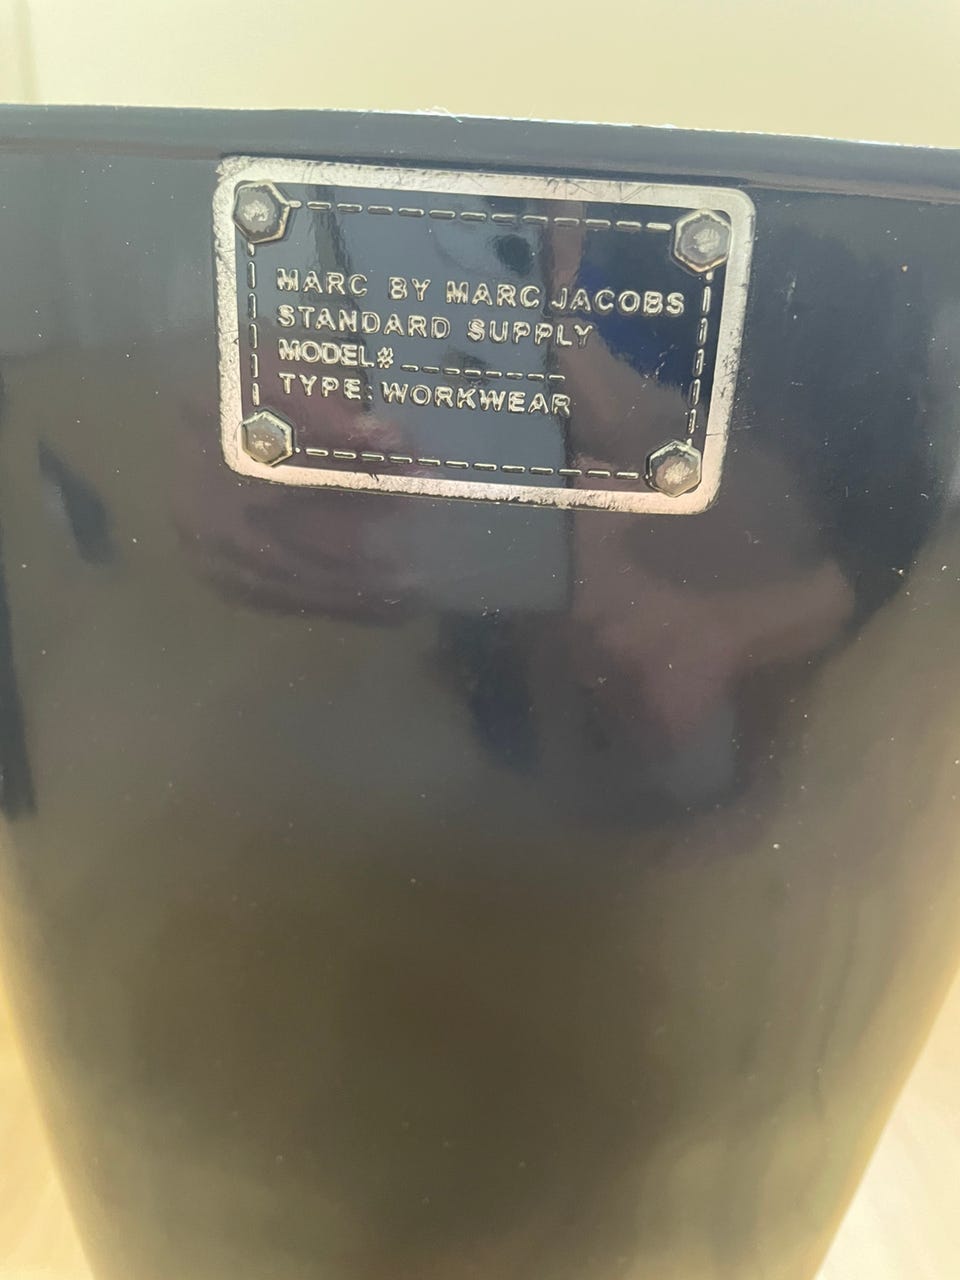 MARC BY MARC JACOBS
STANDARD SUPPLY
MODEL# _ _ _ _ _ _ _ _
TYPE: WORKWEAR